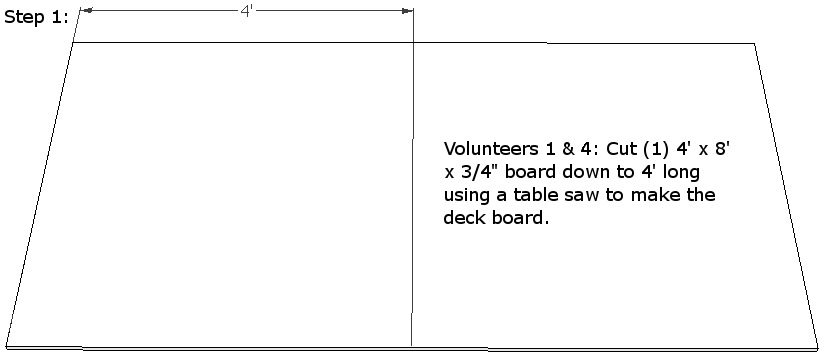 Step 1:
4'
Volunteers 1 & 4: Cut (1) 4' x 8'
x 3/4" board down to 4' long
using a table saw to make the
deck board.